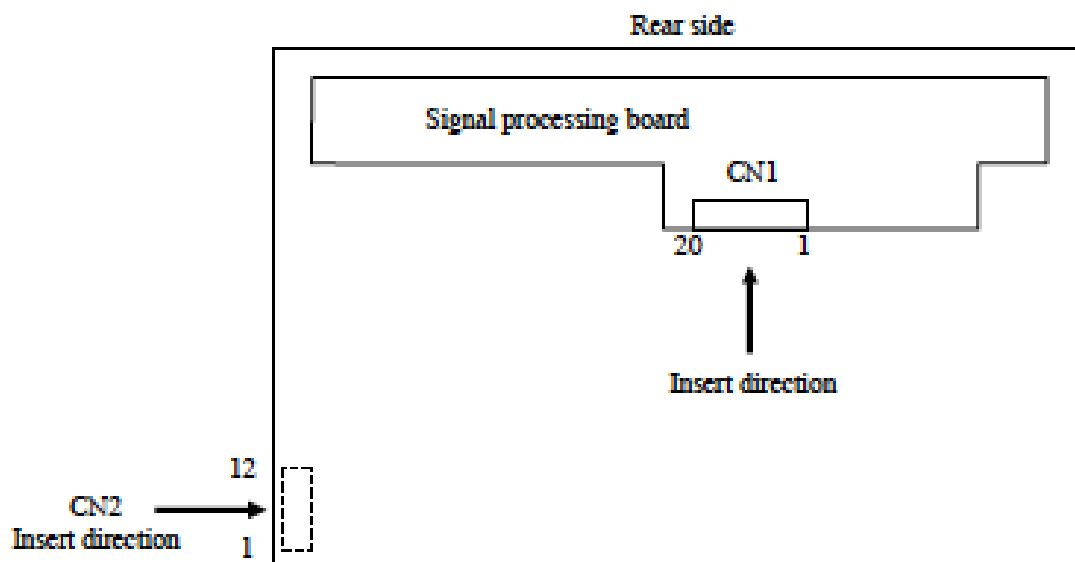 Rear side
Signal processing board
CN1
20 1
Insert direction
12
CN2
Insert direction
1